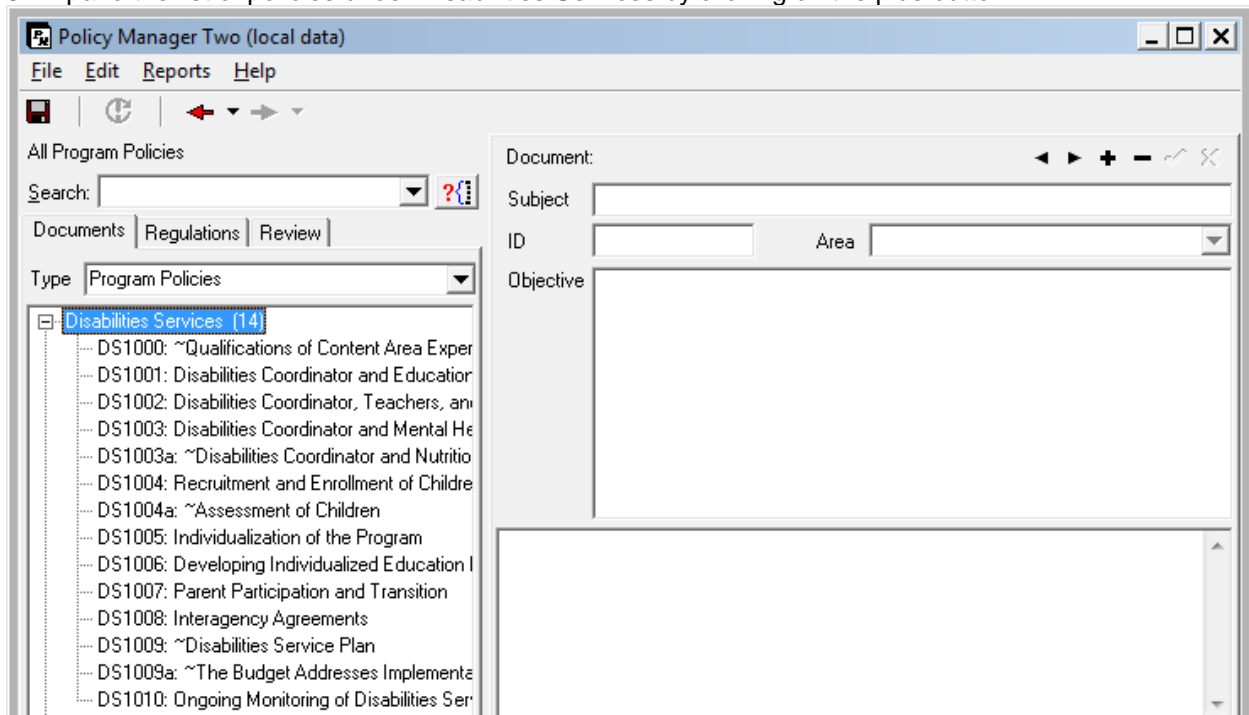 Policy Manager Two (local data)
File Edit Reports Help
All Program Policies
Search:
Documents Regulations Review
Type Program Policies
Disabilities Services (14)
DS1000: ~Qualifications of Content Area Exper
DS1001: Disabilities Coordinator and Education
DS1002: Disabilities Coordinator, Teachers, an
DS1003: Disabilities Coordinator and Mental He
DS1003a: ~Disabilities Coordinator and Nutritio
DS1004: Recruitment and Enrollment of Childre
DS1004a: ~Assessment of Children
DS1005: Individualization of the Program
DS1006: Developing Individualized Education
DS1007: Parent Participation and Transition
DS1008: Interagency Agreements
DS1009: ~Disabilities Service Plan
DS1009a: ~The Budget Addresses Implementa
DS1010: Ongoing Monitoring of Disabilities Ser
Document:
Subject
ID Area
Objective